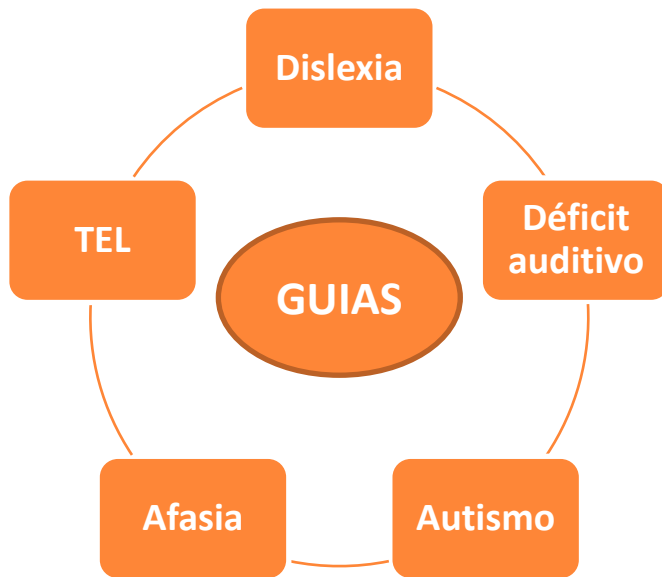 Dislexia
Déficit
auditivo
TEL
GUIAS
Afasia
Autismo